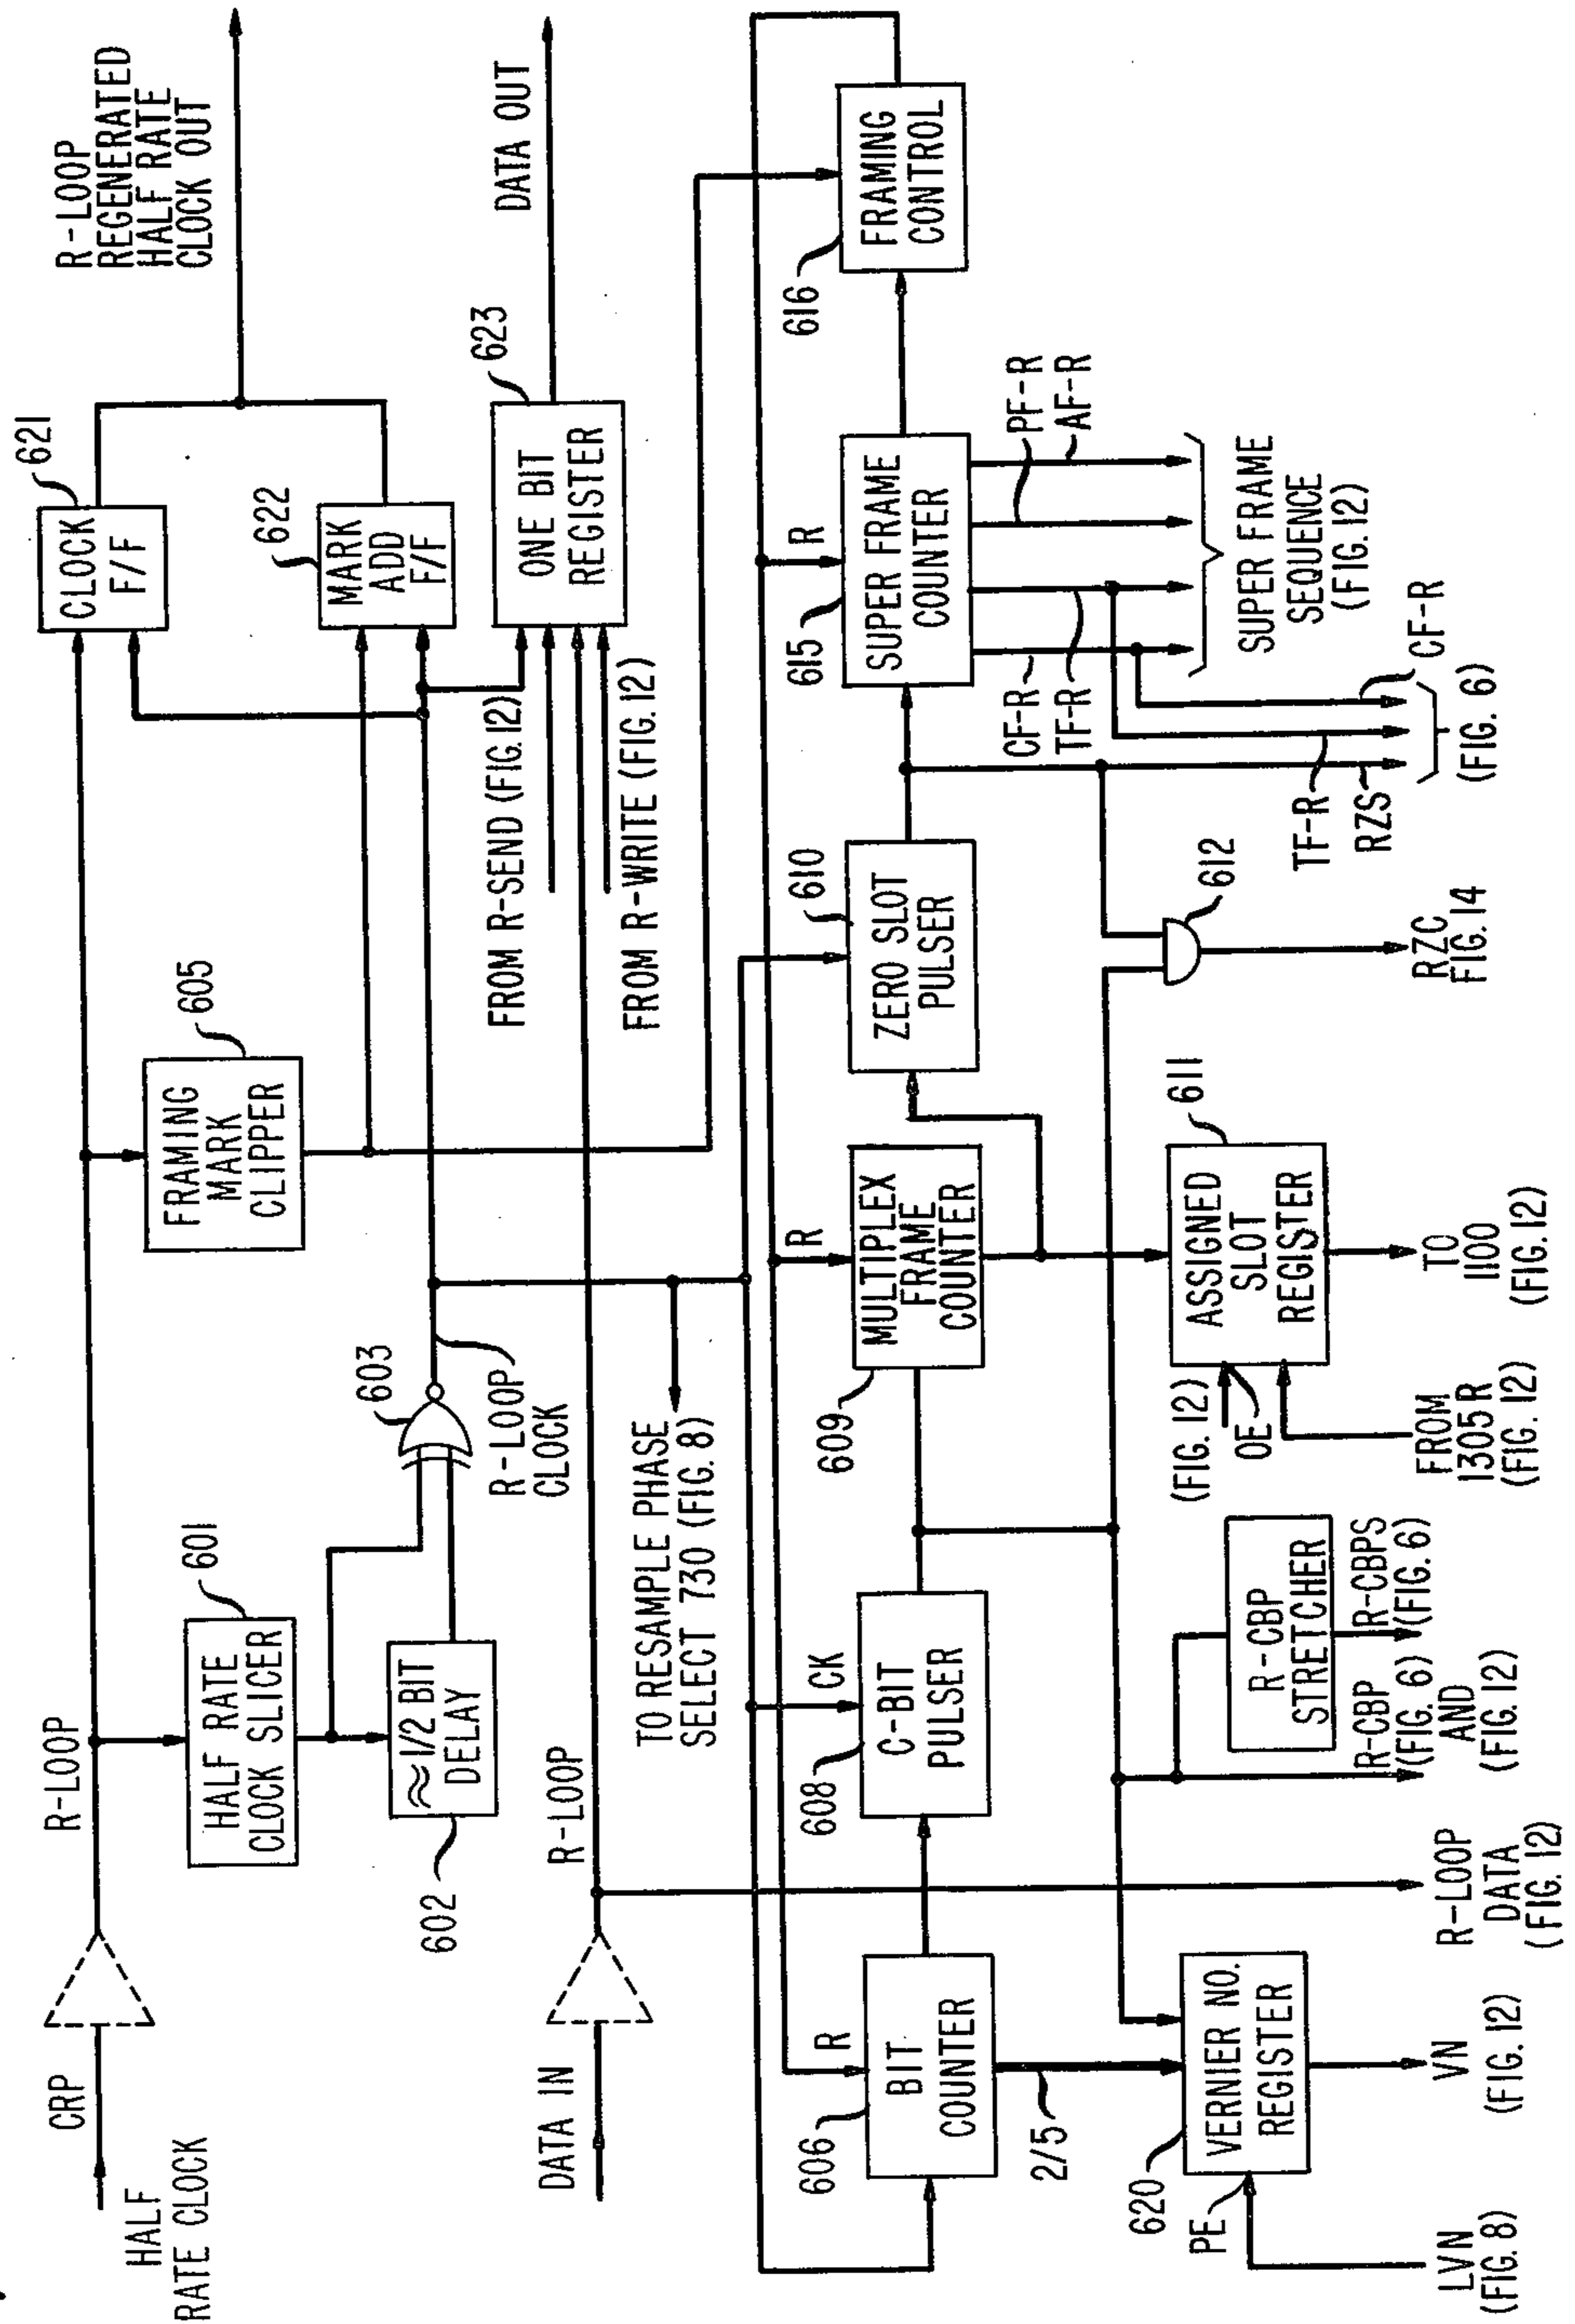 HALF
RATE CLOCK
CRP
R-LOOP
601
HALF RATE
CLOCK SLICER
≈1/2 BIT
DELAY
602
603
R-LOOP
CLOCK
605
FRAMING
MARK
CLIPPER
621
CLOCK
F/F
622
MARK
ADD
F/F
R-LOOP
REGENERATED
HALF RATE
CLOCK OUT
DATA IN
R-LOOP
TO RESAMPLE PHASE
SELECT 730 (FIG. 8)
FROM R-SEND (FIG.12)
FROM R-WRITE (FIG.12)
623
ONE BIT
REGISTER
DATA OUT
606
R
BIT
COUNTER
2/5
608
CK
C-BIT
PULSER
609
R
MULTIPLEX
FRAME
COUNTER
610
ZERO SLOT
PULSER
615
R
SUPER FRAME
COUNTER
616
FRAMING
CONTROL
CF-R
TF-R
PF-R
AF-R
SUPER FRAME
SEQUENCE
(FIG.12)
620
PE
VERNIER NO.
REGISTER
LVN
(FIG. 8)
VN
(FIG. 12)
R-LOOP
DATA
(FIG. 12)
R-CBP
STRETCHER
R-CBP
(FIG. 6)
AND
(FIG. 12)
R-CBPS
(FIG. 6)
(FIG. 12)
OE
611
ASSIGNED
SLOT
REGISTER
FROM
1305 R
(FIG. 12)
TO
1100
(FIG. 12)
612
RZC
FIG. 14
TF-R
RZS
CF-R
(FIG. 6)